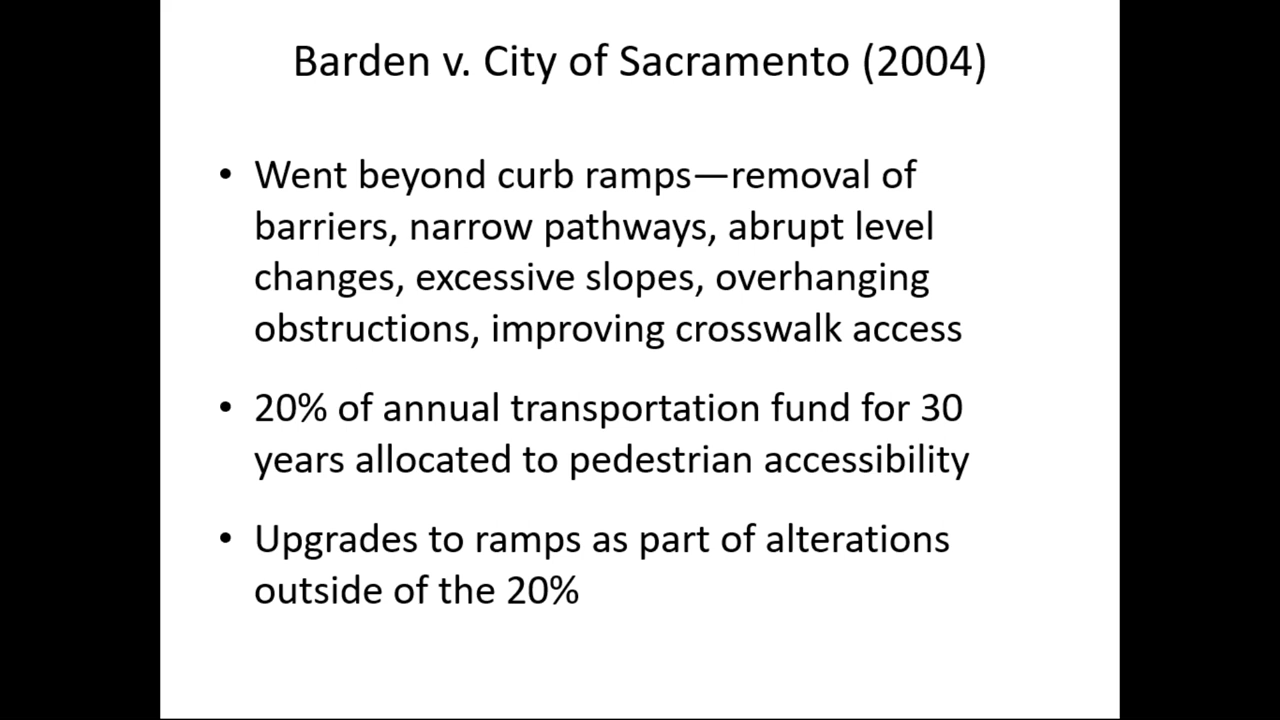 Barden v. City of Sacramento (2004)
• Went beyond curb ramps—removal of
barriers, narrow pathways, abrupt level
changes, excessive slopes, overhanging
obstructions, improving crosswalk access
• 20% of annual transportation fund for 30
years allocated to pedestrian accessibility
• Upgrades to ramps as part of alterations
outside of the 20%